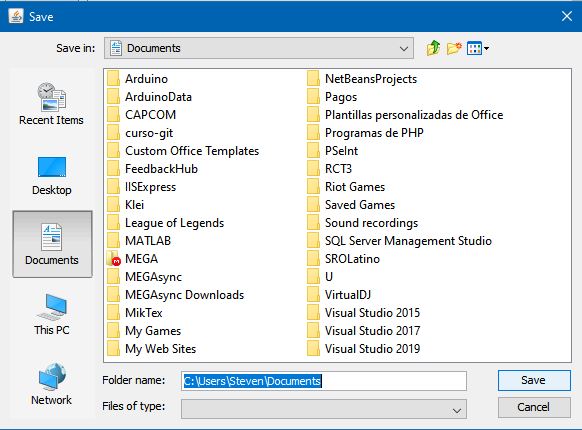 Save
Save in: Documents
Recent Items
Desktop
Documents
This PC
Network
Arduino
ArduinoData
CAPCOM
curso-git
Custom Office Templates
FeedbackHub
IISExpress
Klei
League of Legends
MATLAB
MEGA
MEGAsync
MEGAsync Downloads
MikTex
My Games
My Web Sites
NetBeansProjects
Pagos
Plantillas personalizadas de Office
Programas de PHP
PSeInt
RCT3
Riot Games
Saved Games
Sound recordings
SQL Server Management Studio
SROLatino
U
VirtualDJ
Visual Studio 2015
Visual Studio 2017
Visual Studio 2019
Folder name: C:\Users\Steven\Documents
Save
Files of type:
Cancel